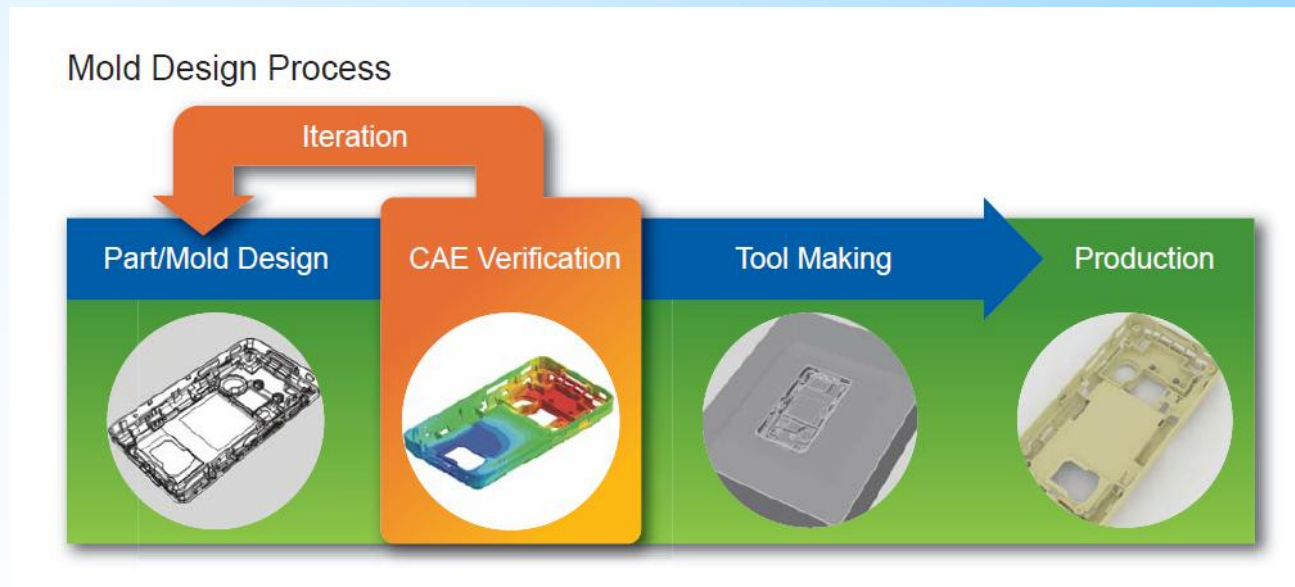 Mold Design Process
Iteration
Part/Mold Design
CAE Verification
Tool Making
Production